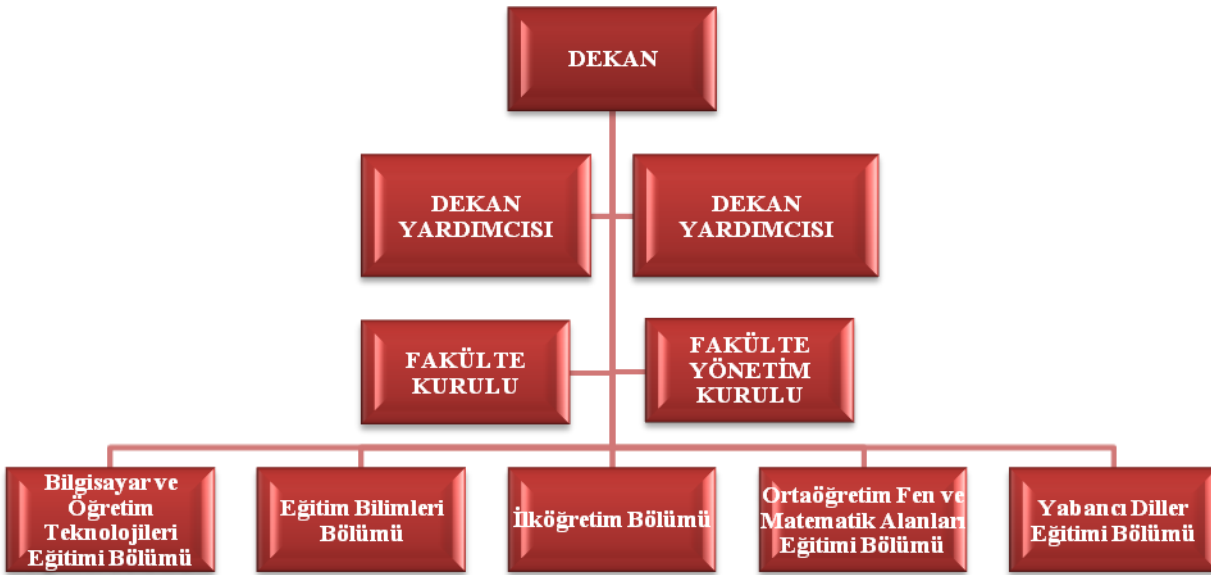 DEKAN
DEKAN
YARDIMCISI
DEKAN
YARDIMCISI
FAKÜLTE
KURULU
FAKÜLTE
YÖNETİM
KURULU
Bilgisayar ve
Öğretim
Teknolojileri
Eğitimi Bölümü
Eğitim Bilimleri
Bölümü
İlköğretim Bölümü
Ortaöğretim Fen ve
Matematik Alanları
Eğitimi Bölümü
Yabancı Diller
Eğitimi Bölümü